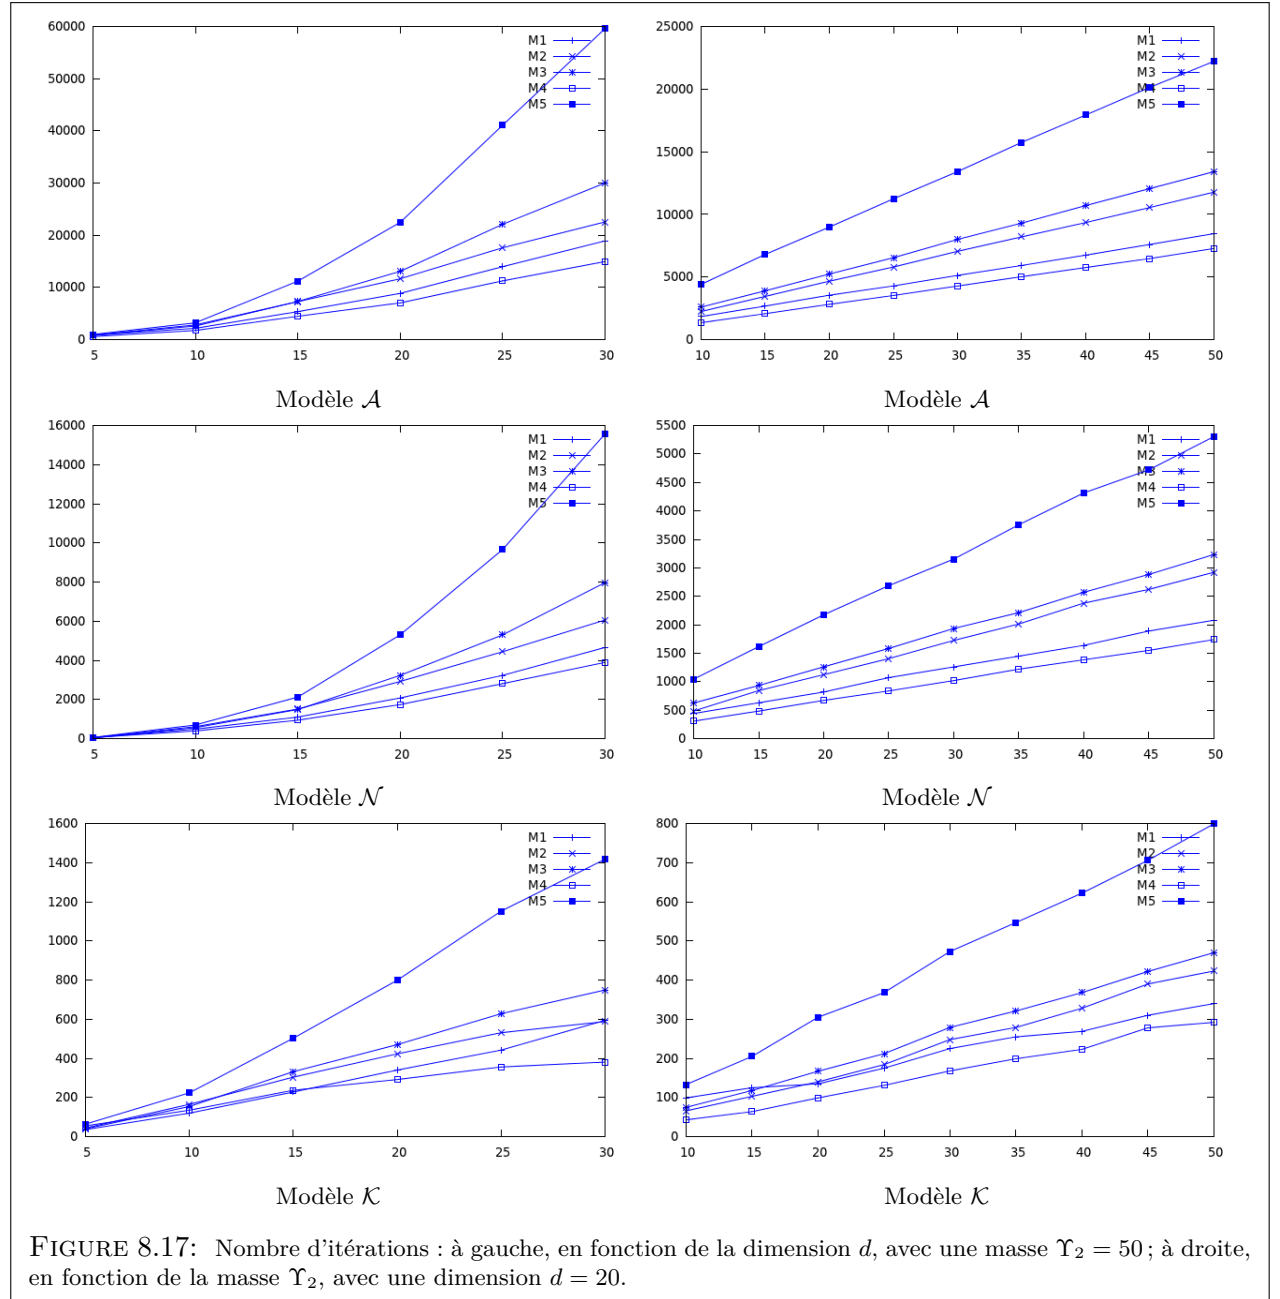 60000
50000
40000
30000
20000
10000
0
5 10 15 20 25 30
M1
M2
M3
M4
M5
Modèle 𝒜
25000
20000
15000
10000
5000
0
10 15 20 25 30 35 40 45 50
M1
M2
M3
M4
M5
Modèle 𝒜
16000
14000
12000
10000
8000
6000
4000
2000
0
5 10 15 20 25 30
M1
M2
M3
M4
M5
Modèle 𝒩
5500
5000
4500
4000
3500
3000
2500
2000
1500
1000
500
0
10 15 20 25 30 35 40 45 50
M1
M2
M3
M4
M5
Modèle 𝒩
1600
1400
1200
1000
800
600
400
200
0
5 10 15 20 25 30
M1
M2
M3
M4
M5
Modèle 𝒦
800
700
600
500
400
300
200
100
0
10 15 20 25 30 35 40 45 50
M1
M2
M3
M4
M5
Modèle 𝒦
FIGURE 8.17: Nombre d'itérations : à gauche, en fonction de la dimension d, avec une masse ϒ₂ = 50 ; à droite,
en fonction de la masse ϒ₂, avec une dimension d = 20.